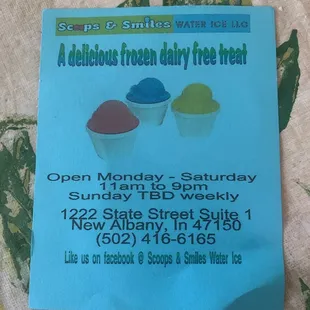 Scoops & Smiles WATER ICE LLC
A delicious frozen dairy free treat
Open Monday - Saturday
11am to 9pm
Sunday TBD weekly
1222 State Street Suite 1
New Albany, In 47150
(502) 416-6165
Like us on facebook @ Scoops & Smiles Water Ice